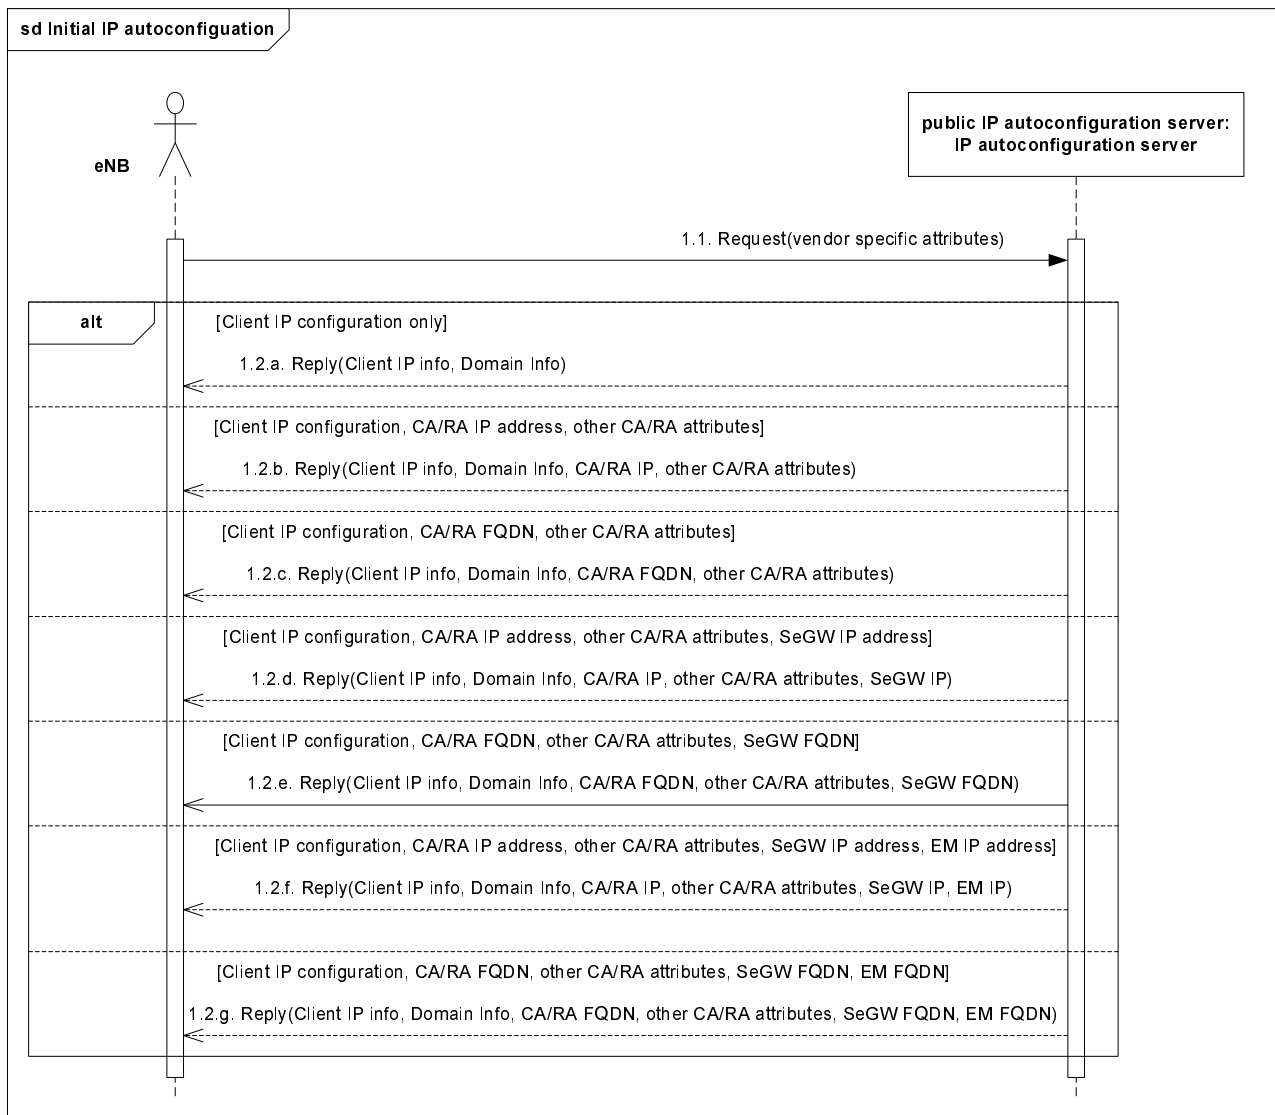 sd Initial IP autoconfiguation
eNB
public IP autoconfiguration server:
IP autoconfiguration server
1.1. Request(vendor specific attributes)
alt
[Client IP configuration only]
1.2.a. Reply(Client IP info, Domain Info)
[Client IP configuration, CA/RA IP address, other CA/RA attributes]
1.2.b. Reply(Client IP info, Domain Info, CA/RA IP, other CA/RA attributes)
[Client IP configuration, CA/RA FQDN, other CA/RA attributes]
1.2.c. Reply(Client IP info, Domain Info, CA/RA FQDN, other CA/RA attributes)
[Client IP configuration, CA/RA IP address, other CA/RA attributes, SeGW IP address]
1.2.d. Reply(Client IP info, Domain Info, CA/RA IP, other CA/RA attributes, SeGW IP)
[Client IP configuration, CA/RA FQDN, other CA/RA attributes, SeGW FQDN]
1.2.e. Reply(Client IP info, Domain Info, CA/RA FQDN, other CA/RA attributes, SeGW FQDN)
[Client IP configuration, CA/RA IP address, other CA/RA attributes, SeGW IP address, EM IP address]
1.2.f. Reply(Client IP info, Domain Info, CA/RA IP, other CA/RA attributes, SeGW IP, EM IP)
[Client IP configuration, CA/RA FQDN, other CA/RA attributes, SeGW FQDN, EM FQDN]
1.2.g. Reply(Client IP info, Domain Info, CA/RA FQDN, other CA/RA attributes, SeGW FQDN, EM FQDN)